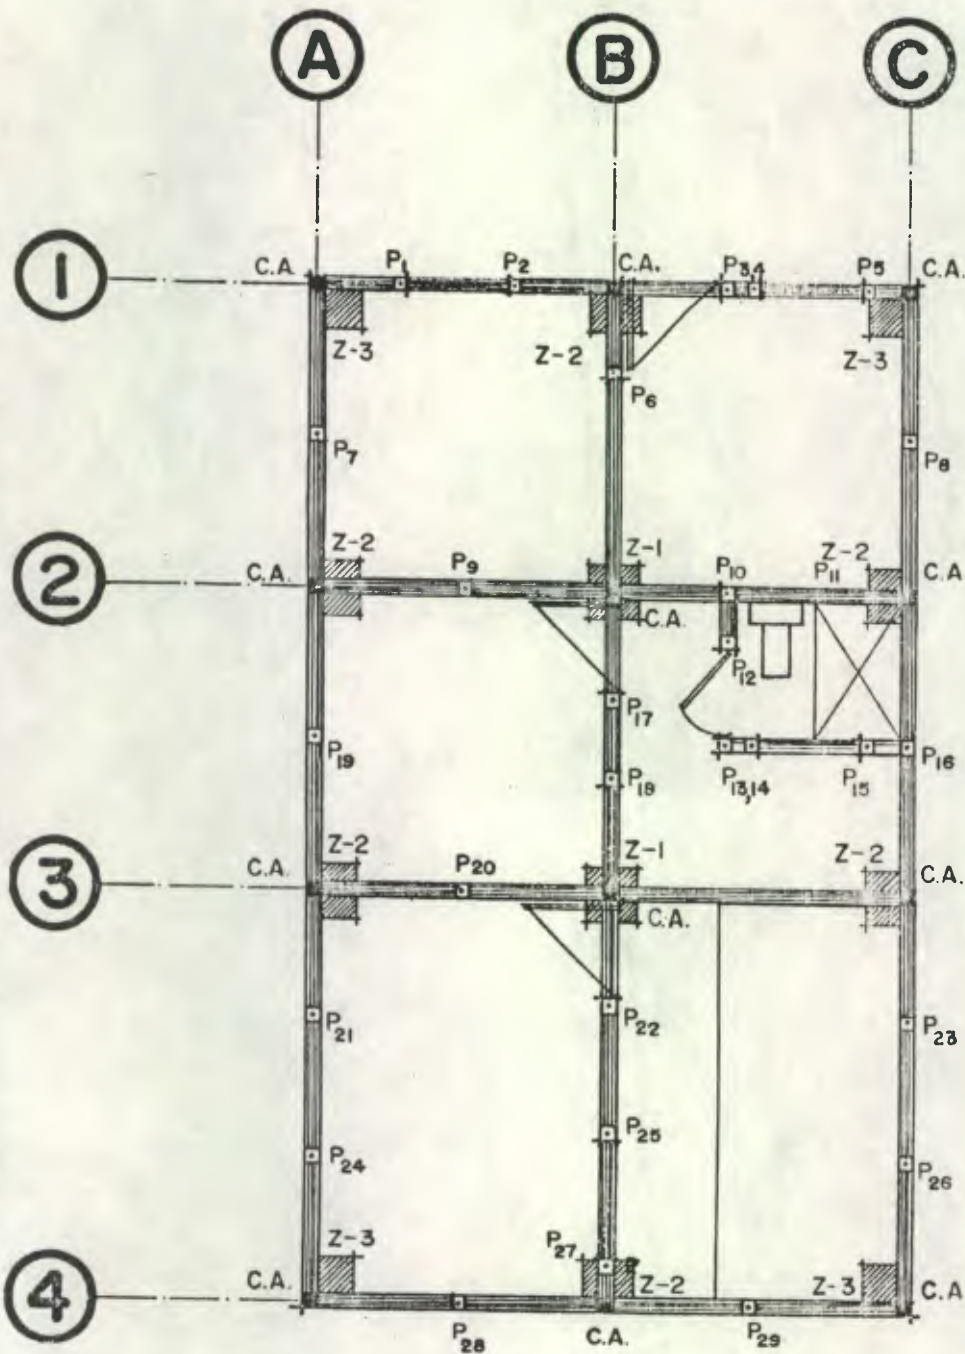 A B C
1 C.A. P1 P2 C.A. P3,4 P5 C.A.
Z-3 Z-2 Z-3
P6
P7 P8
Z-2 Z-1 Z-2
2 C.A. P9 P10 P11 C.A
C.A.
P12
P17
P19 P18 P13,14 P15 P16
Z-2 Z-1 Z-2
3 C.A. P20 C.A.
C.A.
P21 P22 P23
P25
P24 P26
Z-3 P27
4 C.A. Z-2 Z-3 C.A
P28 C.A. P29